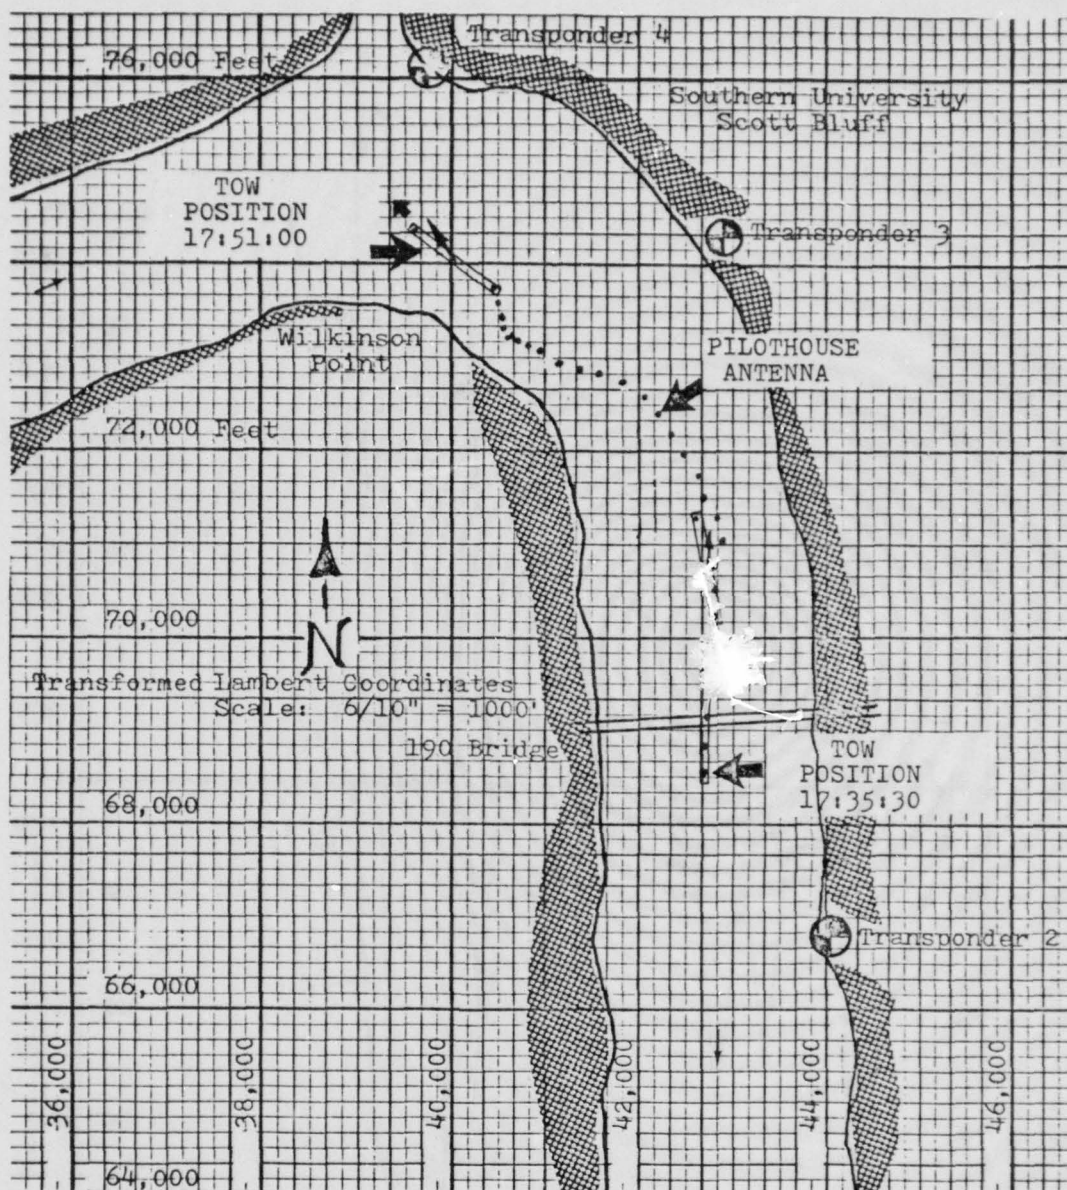 Transponder 4
76,000 Feet
Southern University
Scott Bluff
TOW
POSITION
17:51:00
Transponder 3
Wilkinson
Point
PILOTHOUSE
ANTENNA
72,000 Feet
70,000
N
Transformed Lambert Coordinates
Scale: 6/10" = 1000'
190 Bridge
TOW
POSITION
17:35:30
68,000
Transponder 2
66,000
36,000
38,000
40,000
42,000
44,000
46,000
64,000